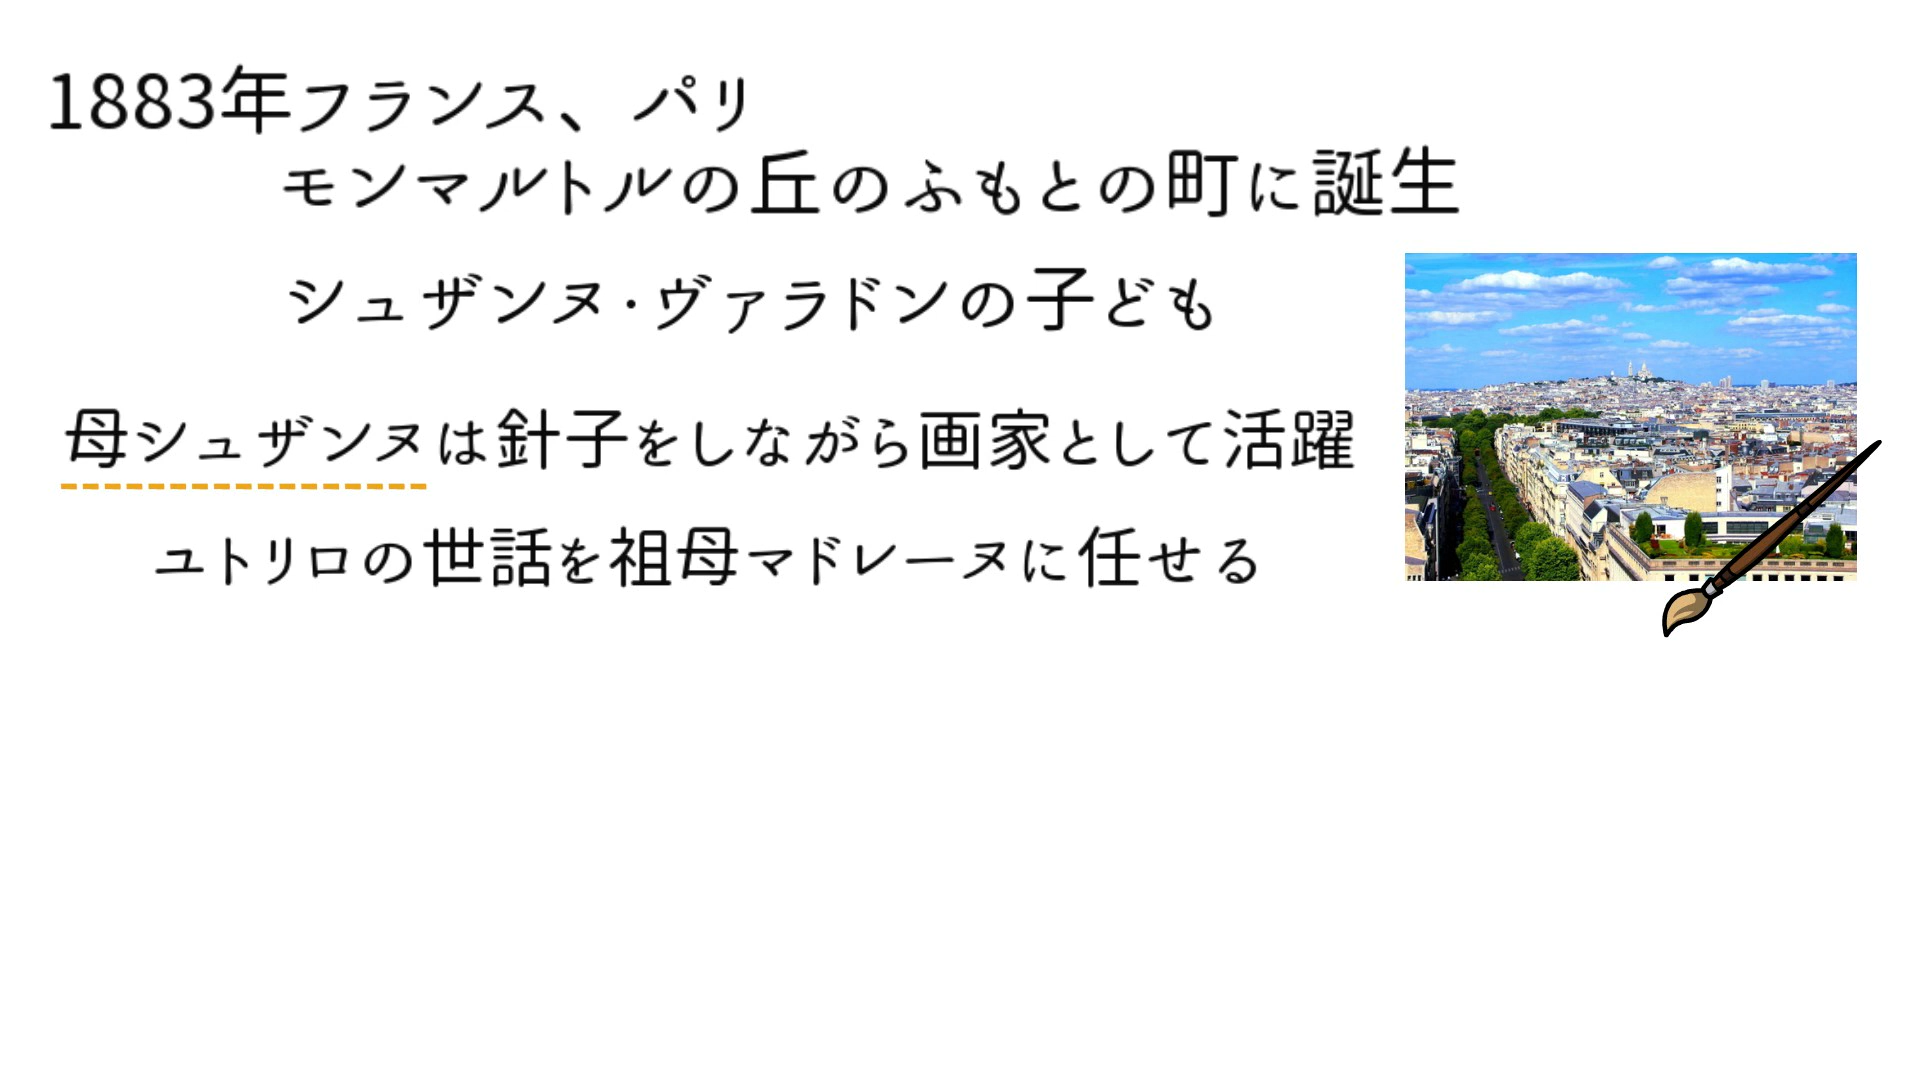 1883年フランス、パリ
モンマルトルの丘のふもとの町に誕生
シュザンヌ・ヴァラドンの子ども
母シュザンヌは針子をしながら画家として活躍
ユトリロの世話を祖母マドレーヌに任せる